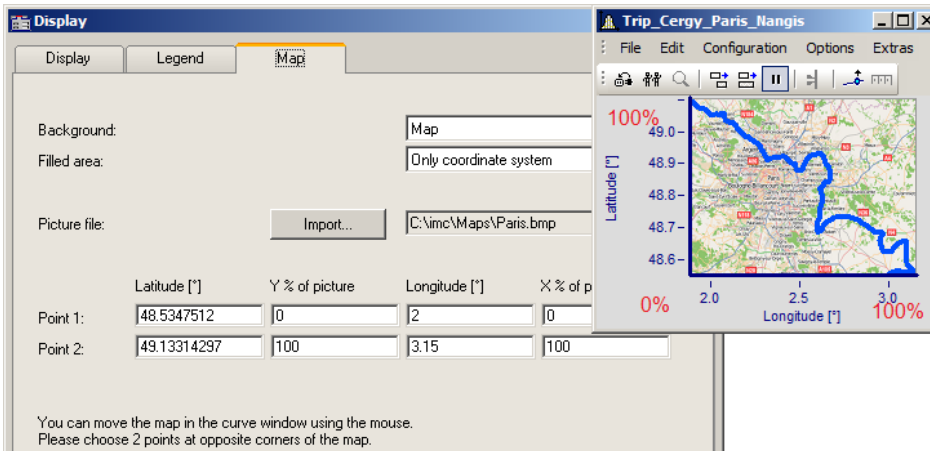 Display
Display Legend Map
Background: Map
Filled area: Only coordinate system
Picture file: Import... C:\imc\Maps\Paris.bmp
Latitude [°] Y % of picture Longitude [°] X % of p
Point 1: 48.5347512 0 2 0
Point 2: 49.13314297 100 3.15 100
You can move the map in the curve window using the mouse.
Please choose 2 points at opposite corners of the map.
Trip_Cergy_Paris_Nangis
File Edit Configuration Options Extras
100%
49.0
48.9
48.8
48.7
48.6
Latitude [°]
Paris
Boulogne-Billancourt
0%
2.0 2.5 3.0
Longitude [°]
100%